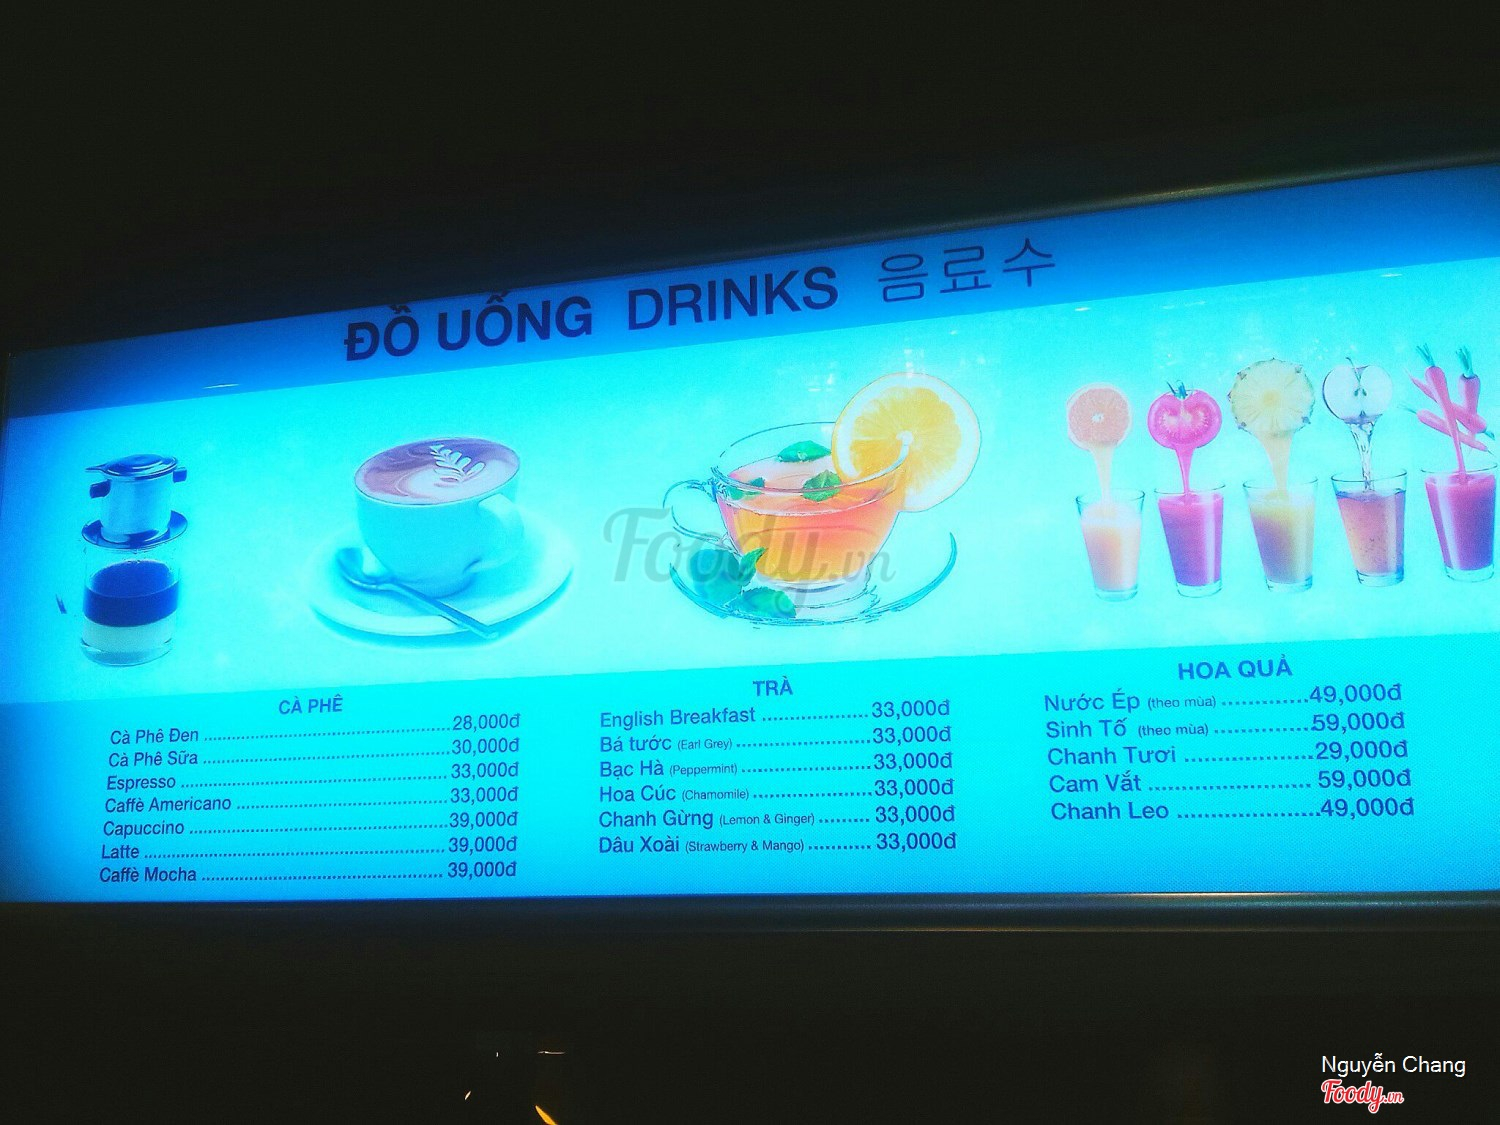 ĐỒ UỐNG DRINKS 음료수
Foody.vn
CÀ PHÊ
Cà Phê Đen ........ 28,000đ
Cà Phê Sữa ........ 30,000đ
Espresso ........ 33,000đ
Caffè Americano ........ 33,000đ
Capuccino ........ 39,000đ
Latte ........ 39,000đ
Caffè Mocha ........ 39,000đ
TRÀ
English Breakfast ........ 33,000đ
Bá tước (Earl Grey) ........ 33,000đ
Bạc Hà (Peppermint) ........ 33,000đ
Hoa Cúc (Chamomile) ........ 33,000đ
Chanh Gừng (Lemon & Ginger) ........ 33,000đ
Dâu Xoài (Strawberry & Mango) ........ 33,000đ
HOA QUẢ
Nước Ép (theo mùa) ........ 49,000đ
Sinh Tố (theo mùa) ........ 59,000đ
Chanh Tươi ........ 29,000đ
Cam Vắt ........ 59,000đ
Chanh Leo ........ 49,000đ
Nguyễn Chang
Foody.vn